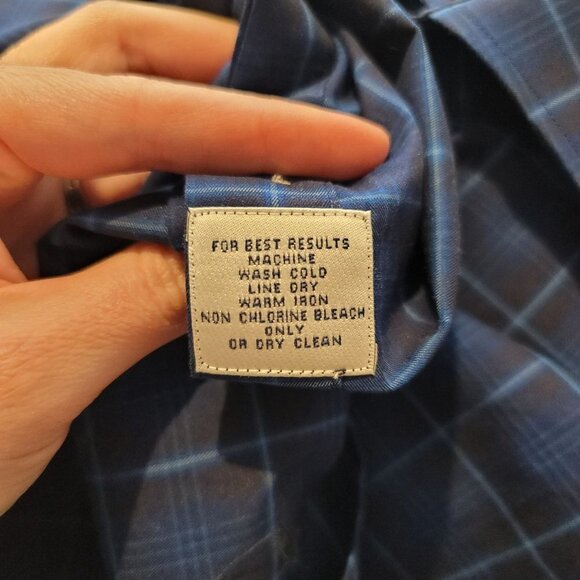 FOR BEST RESULTS
MACHINE
WASH COLD
LINE DRY
WARM IRON
NON CHLORINE BLEACH
ONLY
OR DRY CLEAN